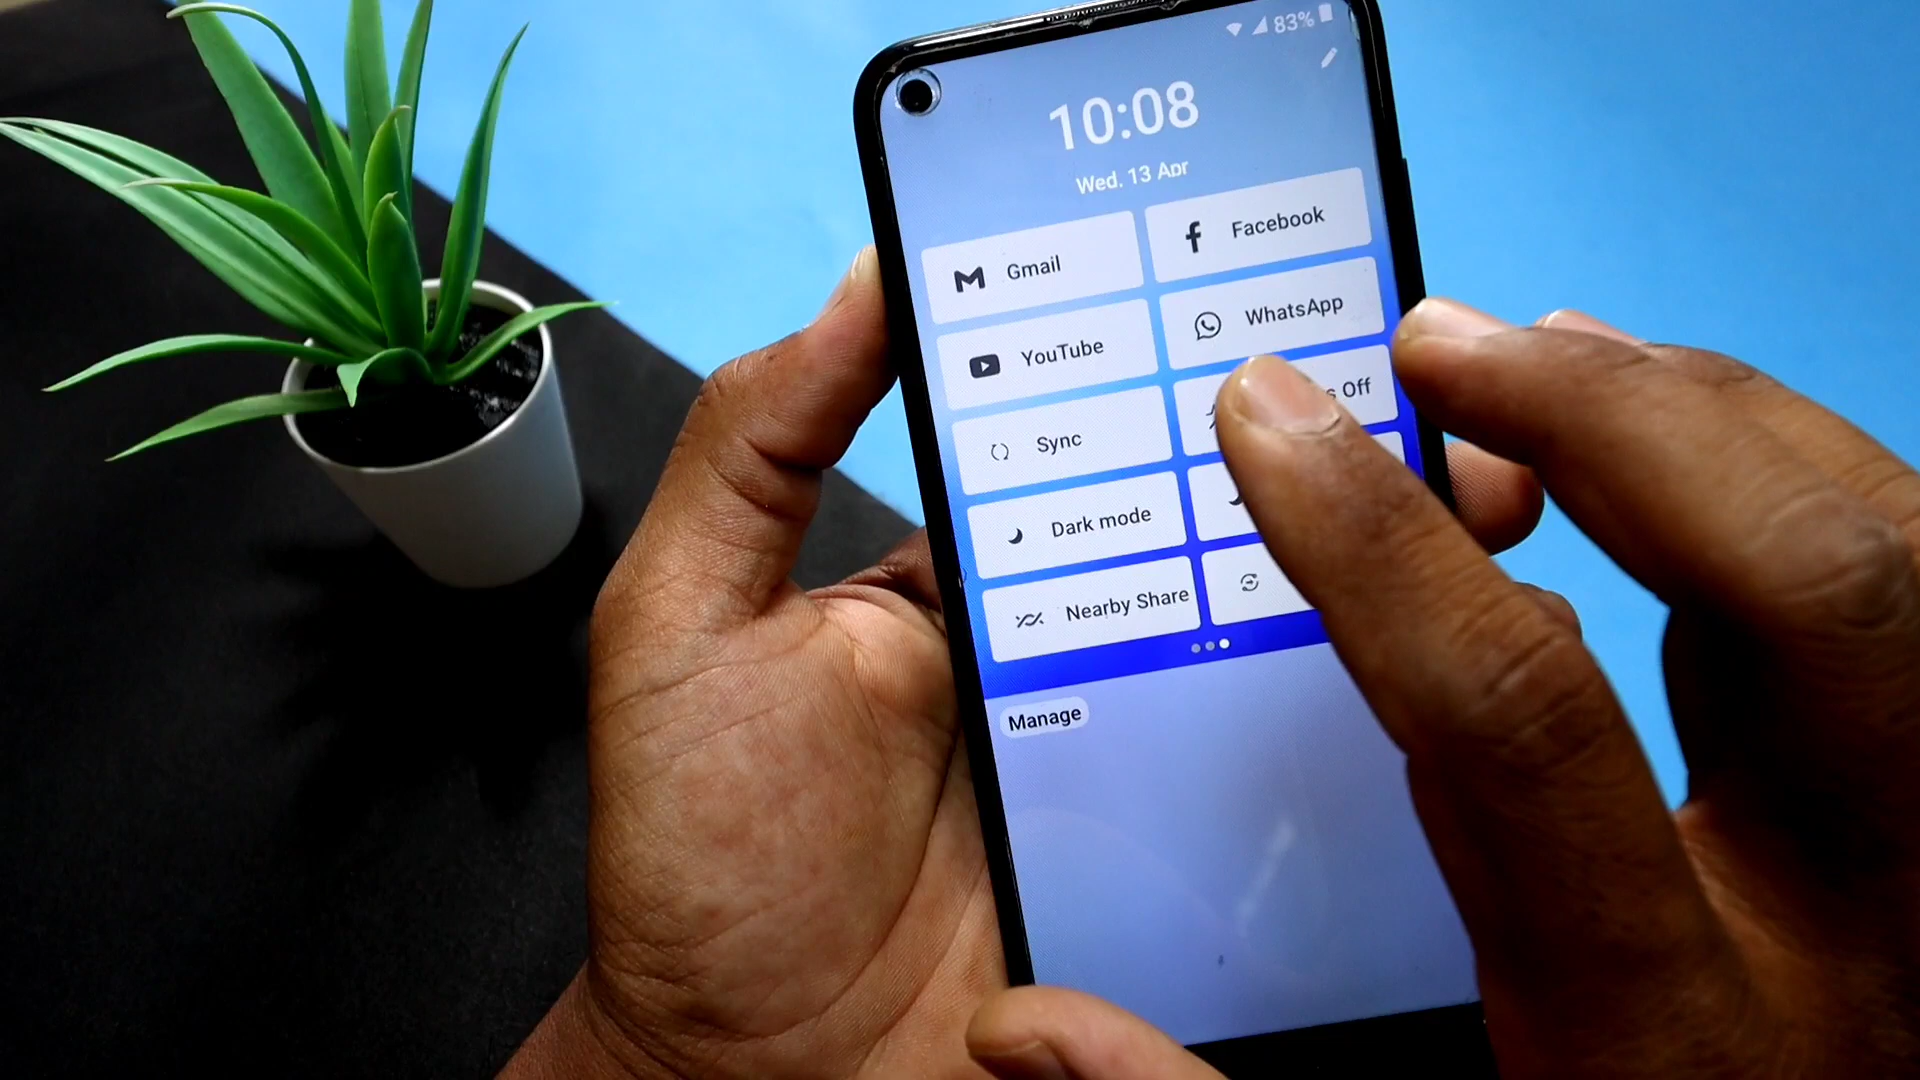 83%
10:08
Wed. 13 Apr
Gmail
Facebook
YouTube
WhatsApp
Sync
Off
Dark mode
Nearby Share
Manage